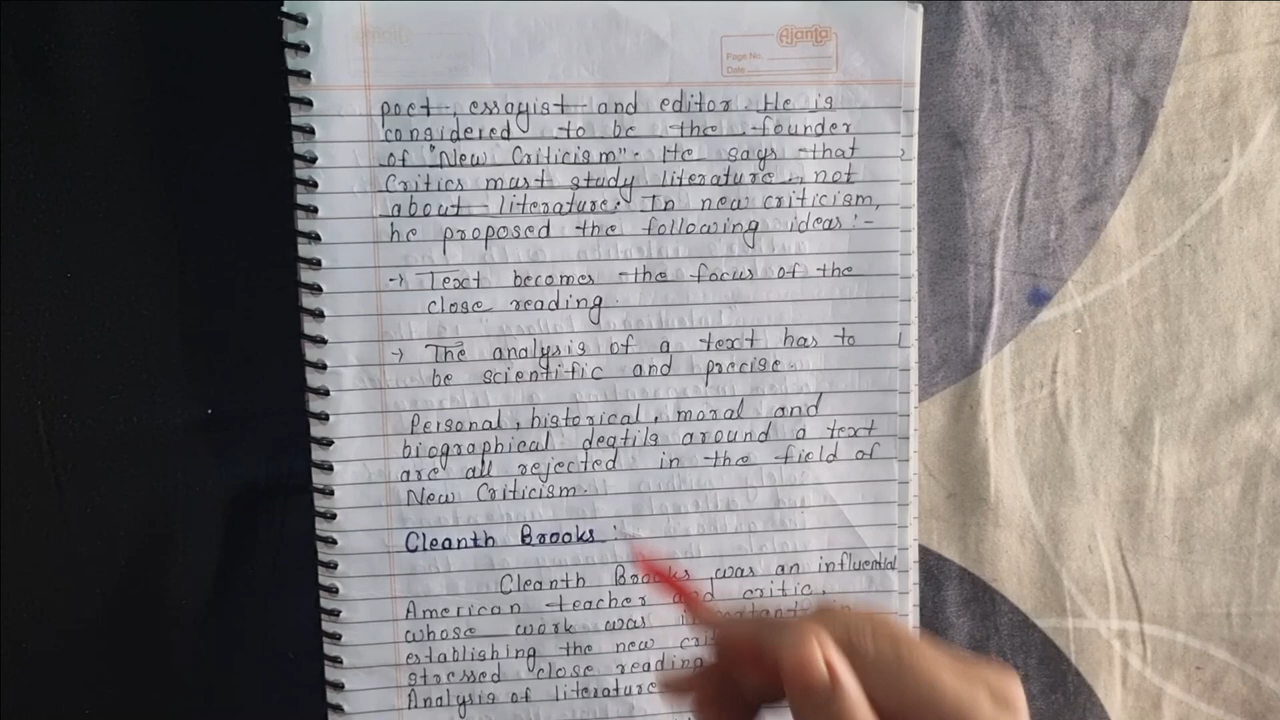 Ajanta
Page No.
Date
poet, essayist and editor. He is
considered to be the founder
of "New Criticism". He says that
Critics must study literature, not
about literature. In new criticism,
he proposed the following ideas:-
→ Text becomes the focus of the
close reading.
→ The analysis of a text has to
be scientific and precise.
Personal, historical, moral and
biographical deatils around a text
are all rejected in the field of
New Criticism.
Cleanth Brooks :
Cleanth Brooks was an influential
American teacher and critic,
whose work was in
establishing the new
stressed close reading
Analysis of literature